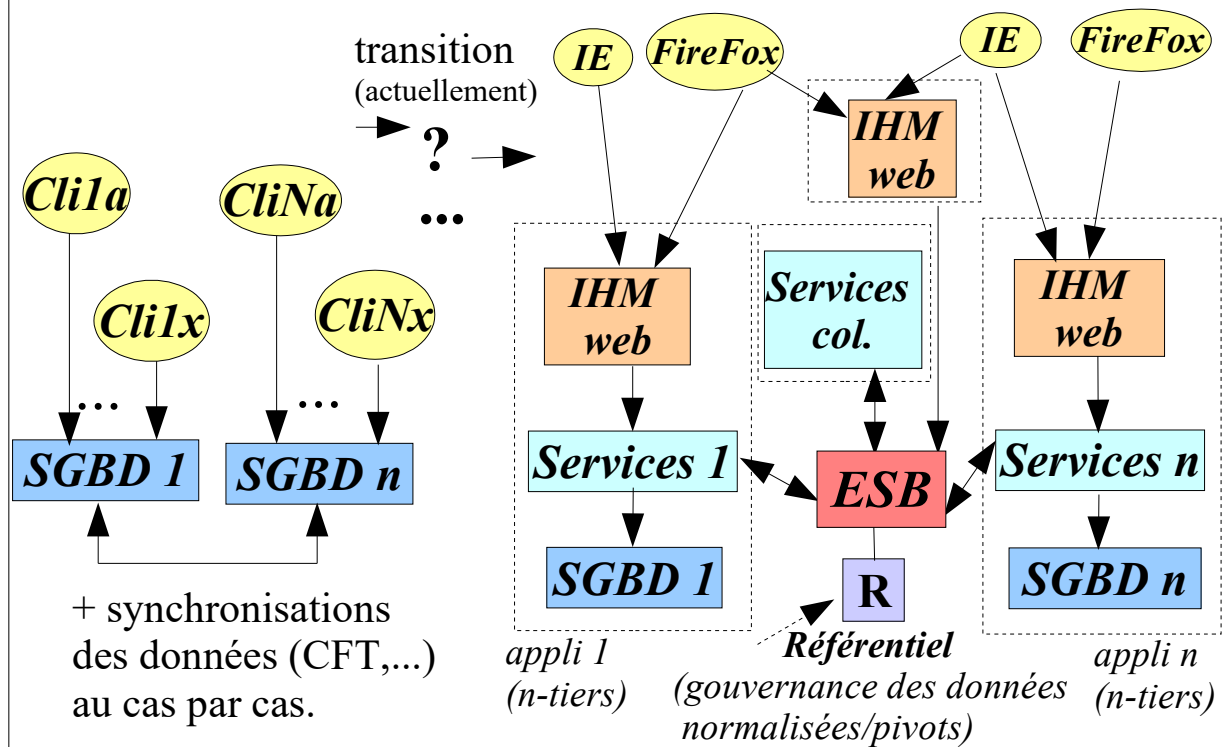 transition
(actuellement)
?
...
Cli1a
CliNa
Cli1x
CliNx
...
...
SGBD 1
SGBD n
+ synchronisations
des données (CFT,...)
au cas par cas.
IE
FireFox
IE
FireFox
IHM
web
IHM
web
Services
col.
IHM
web
Services 1
ESB
Services n
SGBD 1
R
SGBD n
appli 1
(n-tiers)
Référentiel
(gouvernance des données
normalisées/pivots)
appli n
(n-tiers)